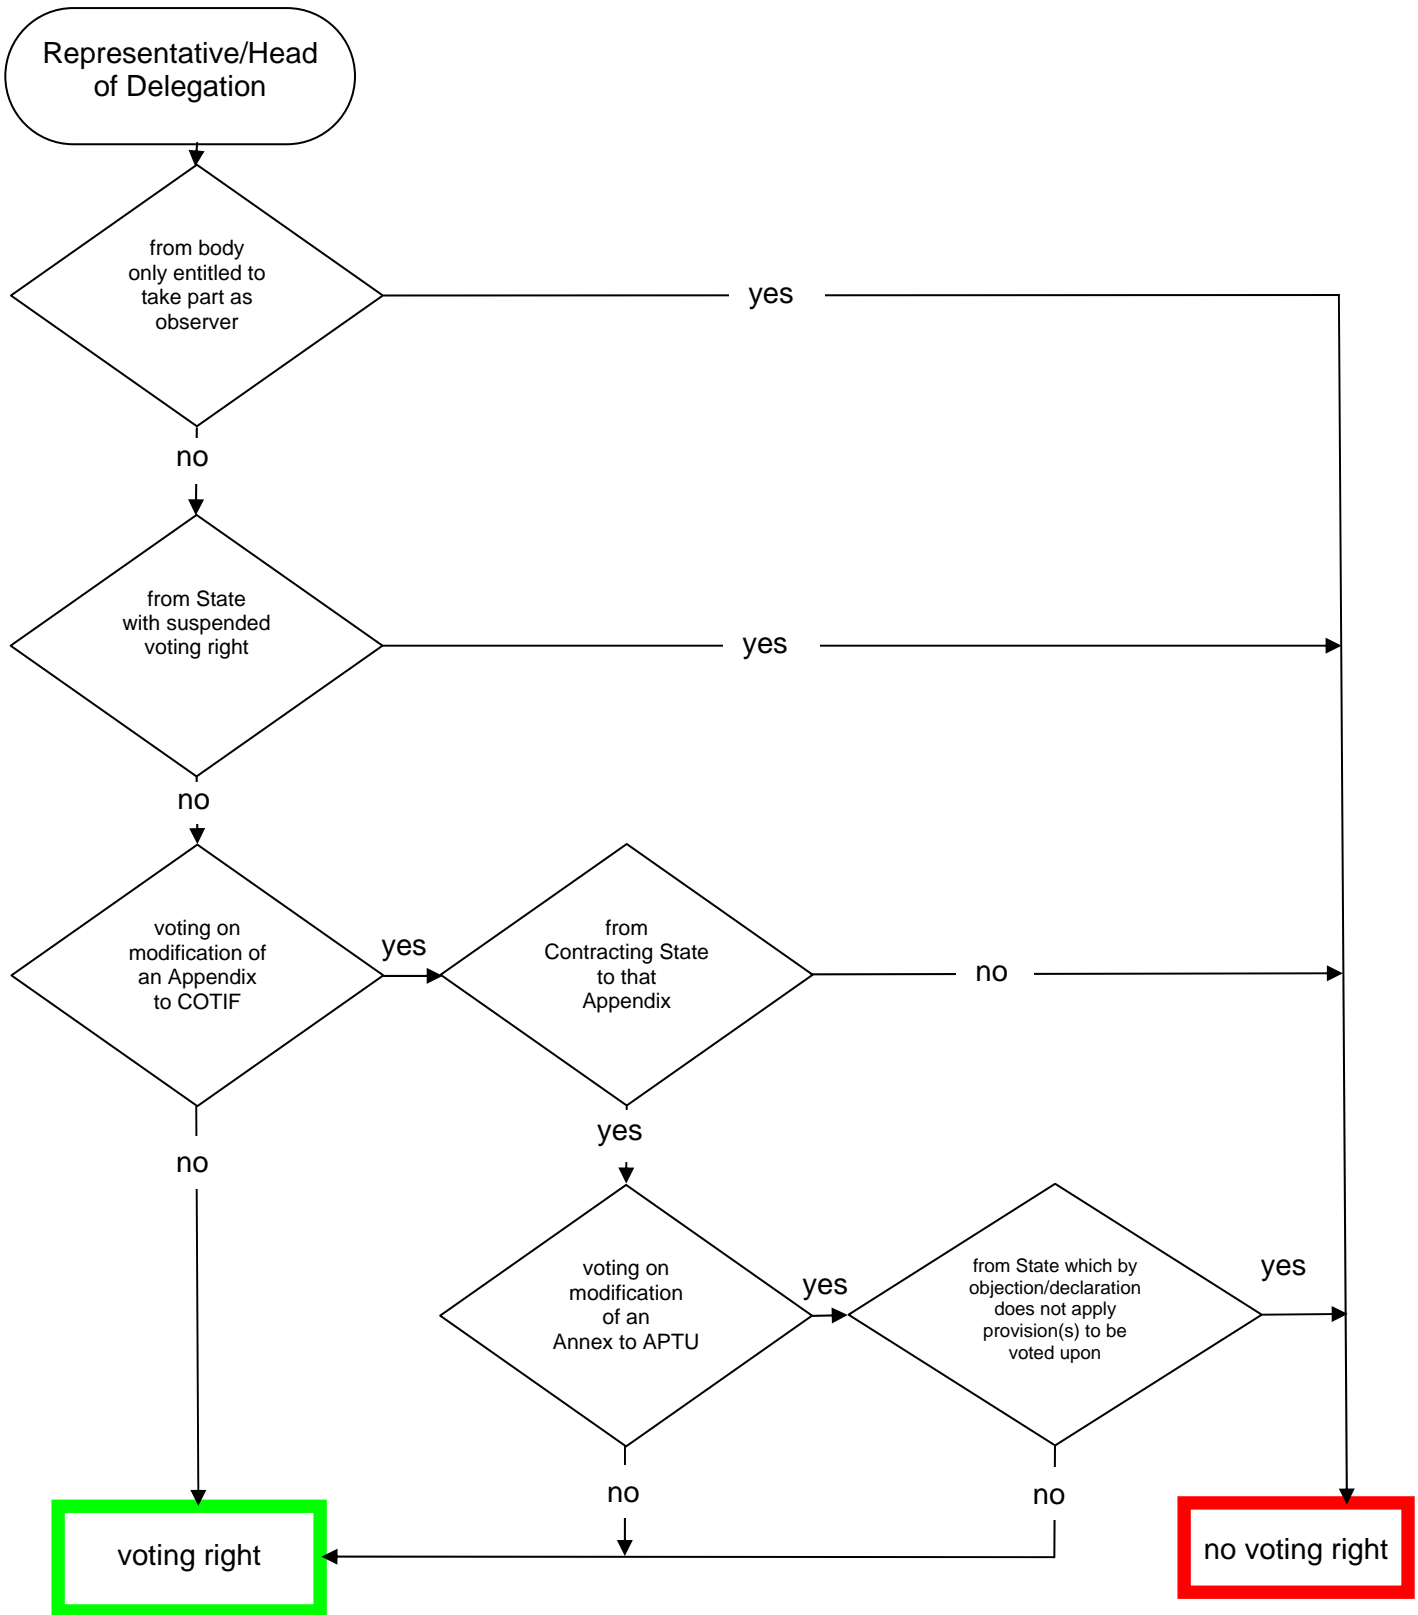 Representative/Head
of Delegation
from body
only entitled to
take part as
observer
yes
no
from State
with suspended
voting right
yes
no
voting on
modification of
an Appendix
to COTIF
yes
from
Contracting State
to that
Appendix
no
no
yes
voting on
modification
of an
Annex to APTU
yes
from State which by
objection/declaration
does not apply
provision(s) to be
voted upon
yes
no
no
voting right
no voting right